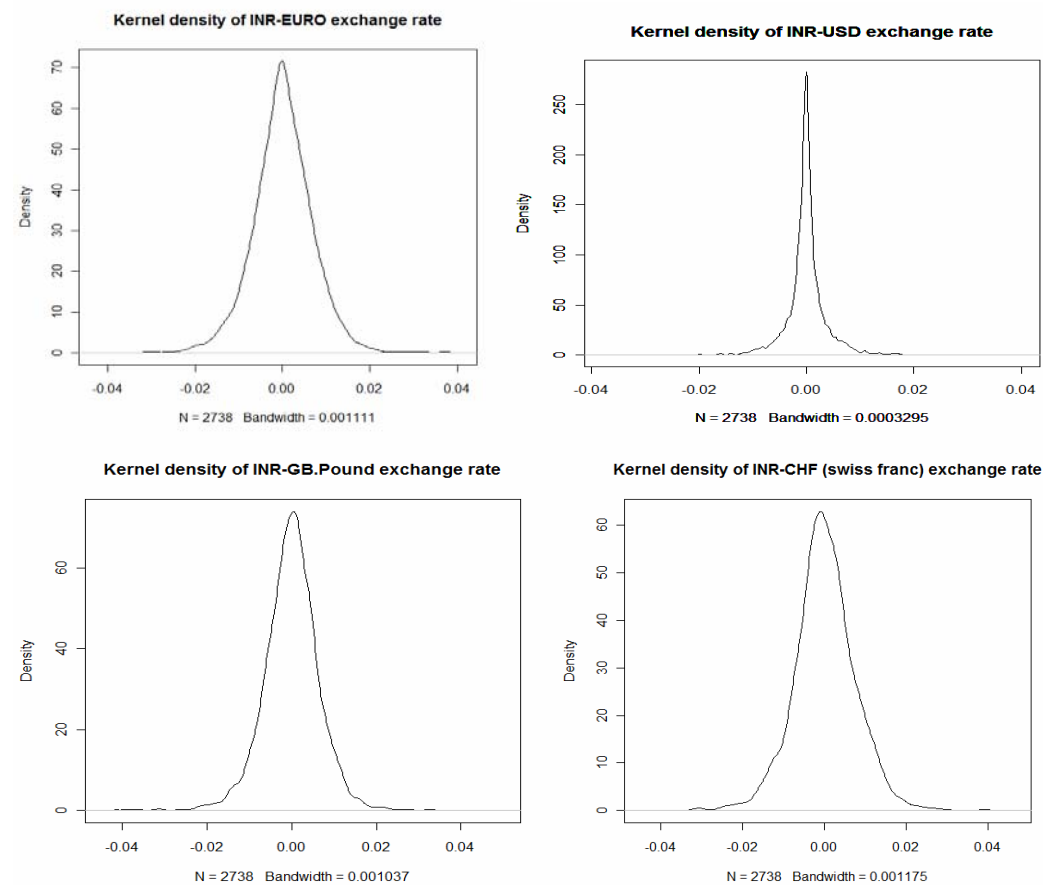 Kernel density of INR-EURO exchange rate
Density
70
60
50
40
30
20
10
0
-0.04 -0.02 0.00 0.02 0.04
N = 2738 Bandwidth = 0.001111
Kernel density of INR-USD exchange rate
Density
250
200
150
100
50
0
-0.04 -0.02 0.00 0.02 0.04
N = 2738 Bandwidth = 0.0003295
Kernel density of INR-GB.Pound exchange rate
Density
60
40
20
0
-0.04 -0.02 0.00 0.02 0.04
N = 2738 Bandwidth = 0.001037
Kernel density of INR-CHF (swiss franc) exchange rate
Density
60
50
40
30
20
10
0
-0.04 -0.02 0.00 0.02 0.04
N = 2738 Bandwidth = 0.001175